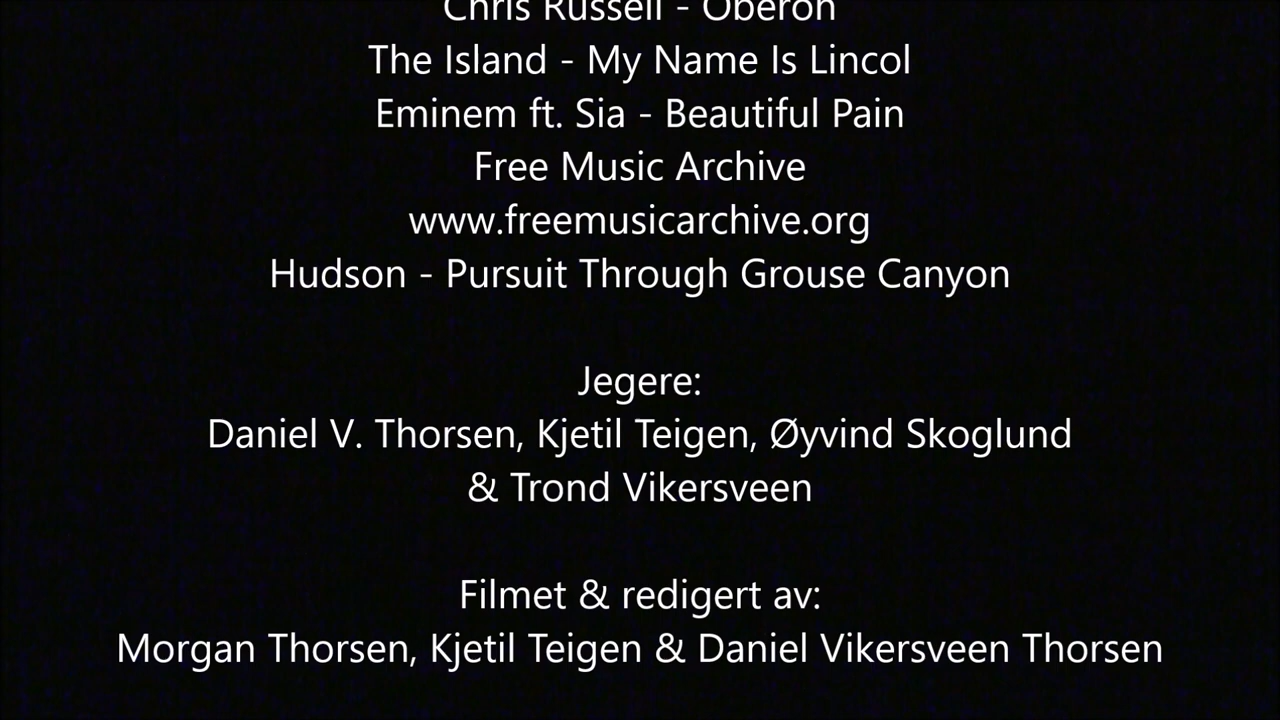 Chris Russell - Oberon
The Island - My Name Is Lincol
Eminem ft. Sia - Beautiful Pain
Free Music Archive
www.freemusicarchive.org
Hudson - Pursuit Through Grouse Canyon
Jegere:
Daniel V. Thorsen, Kjetil Teigen, Øyvind Skoglund
& Trond Vikersveen
Filmet & redigert av:
Morgan Thorsen, Kjetil Teigen & Daniel Vikersveen Thorsen